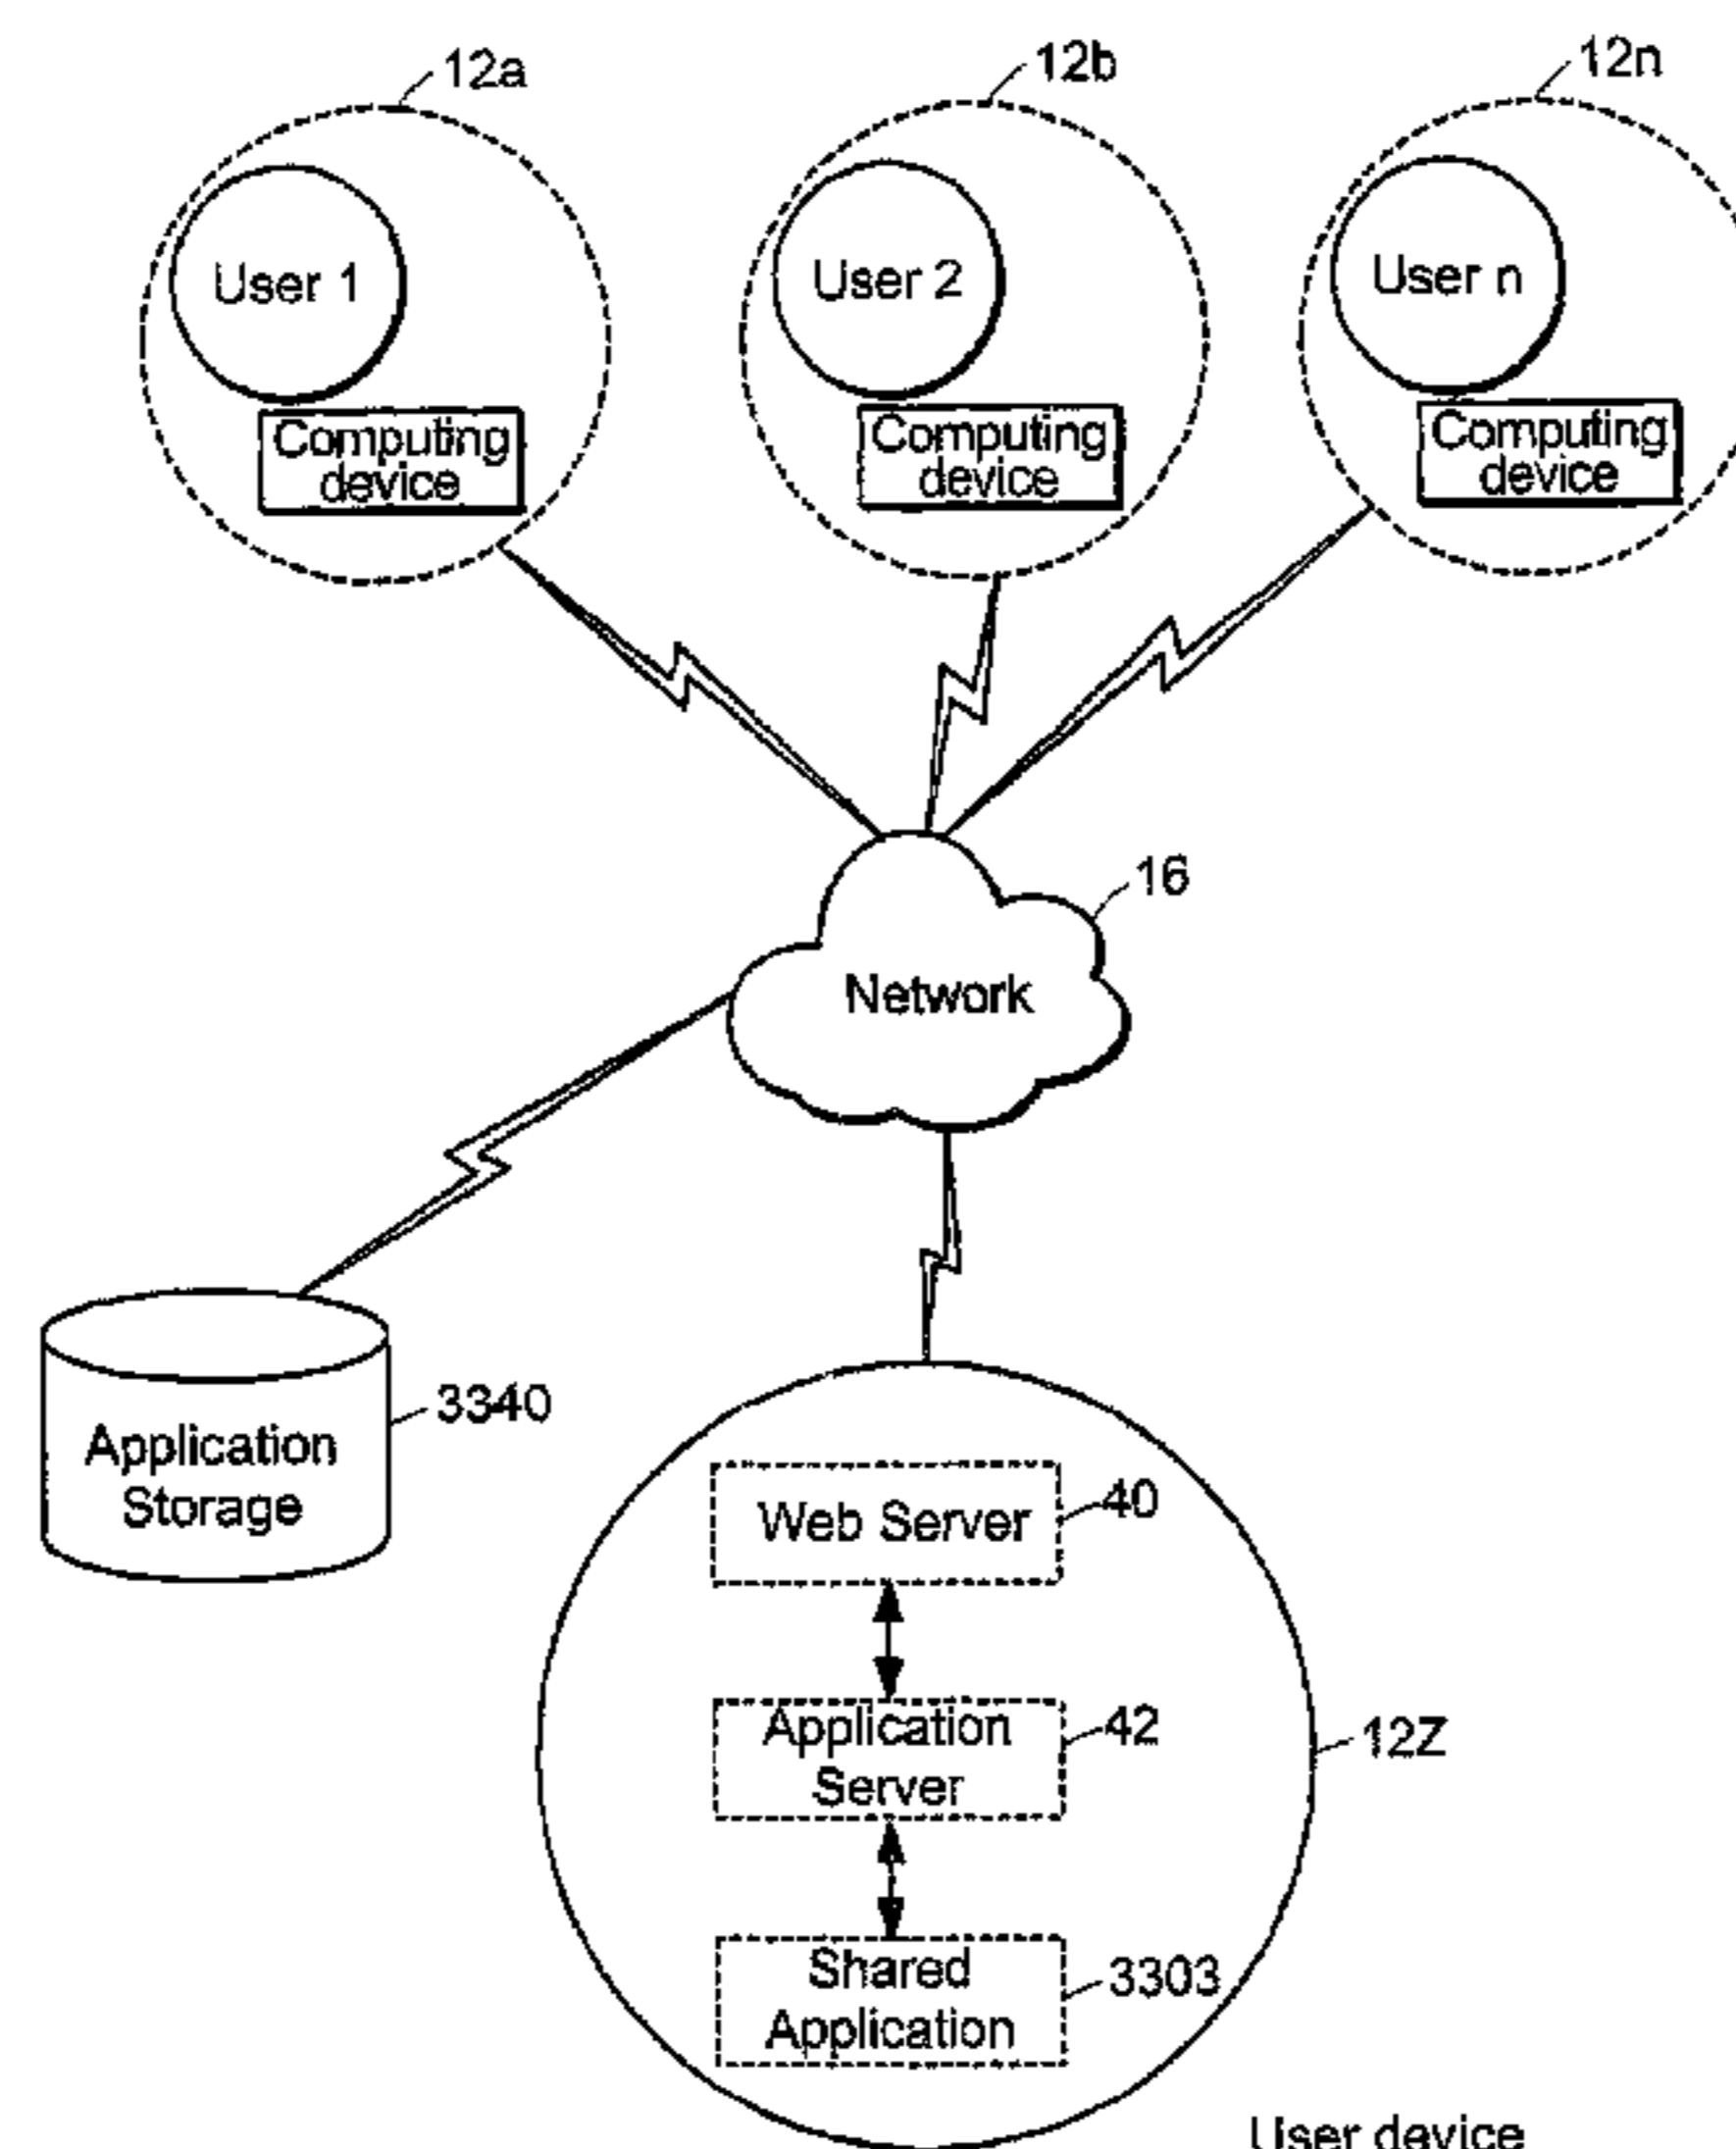 12a
12b
12n
User 1
User 2
User n
Computing
device
Computing
device
Computing
device
16
Network
3340
Application
Storage
Web Server
40
Application
Server
42
12Z
Shared
Application
3303
User device